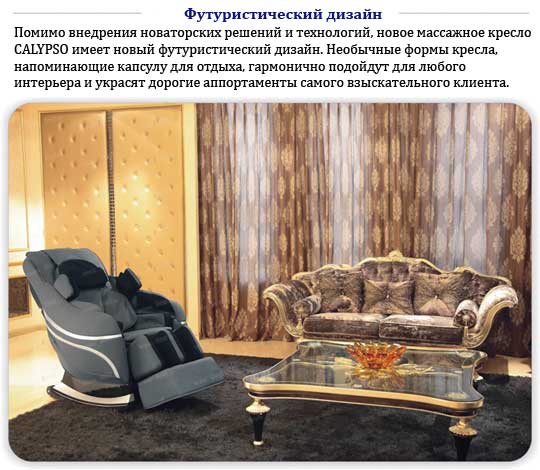 Футуристический дизайн
Помимо внедрения новаторских решений и технологий, новое массажное кресло
CALYPSO имеет новый футуристический дизайн. Необычные формы кресла,
напоминающие капсулу для отдыха, гармонично подойдут для любого
интерьера и украсят дорогие аппортаменты самого взыскательного клиента.